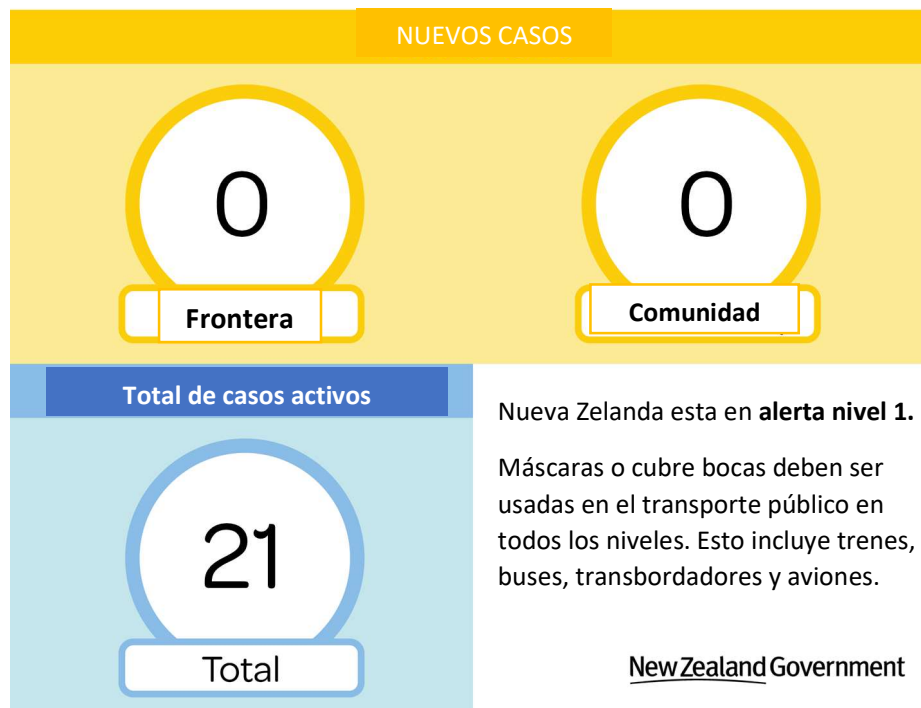 NUEVOS CASOS
0
Frontera
0
Comunidad
Total de casos activos
21
Total
Nueva Zelanda esta en alerta nivel 1.
Máscaras o cubre bocas deben ser
usadas en el transporte público en
todos los niveles. Esto incluye trenes,
buses, transbordadores y aviones.
New Zealand Government